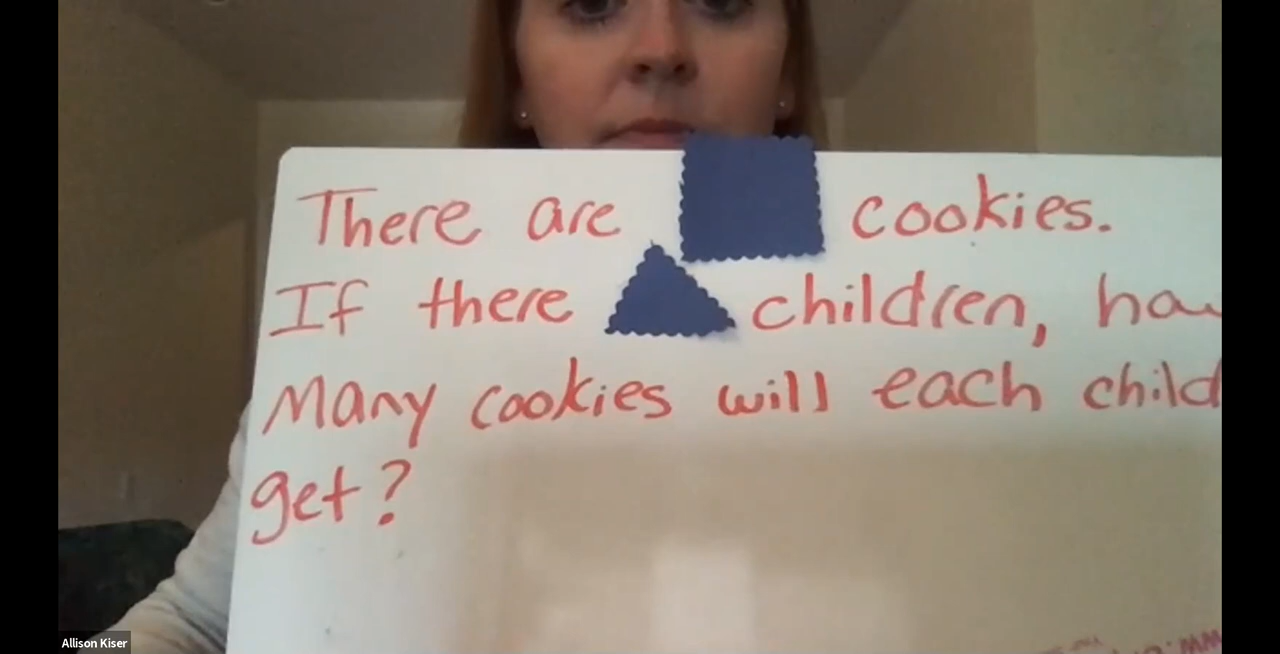 There are cookies.
If there children, how
many cookies will each child
get?
Allison Kiser